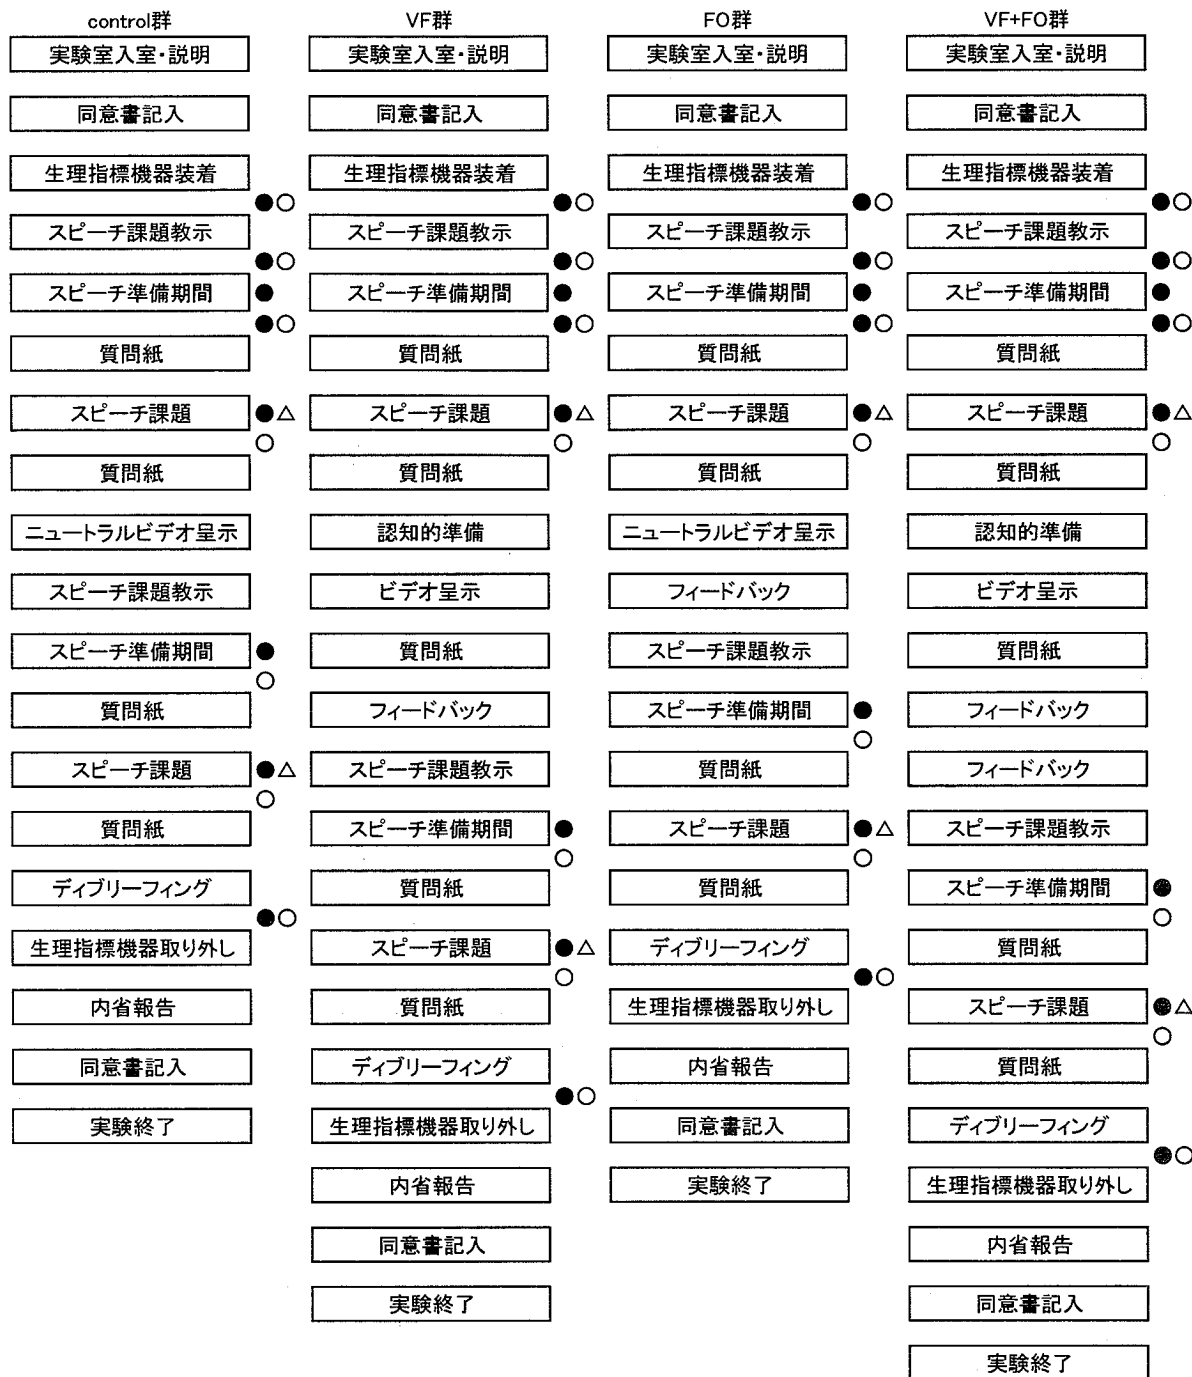 control群
実験室入室・説明
同意書記入
生理指標機器装着
●○
スピーチ課題教示
●○
スピーチ準備期間 ●
●○
質問紙
スピーチ課題 ●△
○
質問紙
ニュートラルビデオ呈示
スピーチ課題教示
スピーチ準備期間 ●
○
質問紙
スピーチ課題 ●△
○
質問紙
ディブリーフィング
●○
生理指標機器取り外し
内省報告
同意書記入
実験終了
VF群
実験室入室・説明
同意書記入
生理指標機器装着
●○
スピーチ課題教示
●○
スピーチ準備期間 ●
●○
質問紙
スピーチ課題 ●△
○
質問紙
認知的準備
ビデオ呈示
質問紙
フィードバック
スピーチ課題教示
スピーチ準備期間 ●
○
質問紙
スピーチ課題 ●△
○
質問紙
ディブリーフィング
●○
生理指標機器取り外し
内省報告
同意書記入
実験終了
FO群
実験室入室・説明
同意書記入
生理指標機器装着
●○
スピーチ課題教示
●○
スピーチ準備期間 ●
●○
質問紙
スピーチ課題 ●△
○
質問紙
ニュートラルビデオ呈示
フィードバック
スピーチ課題教示
スピーチ準備期間 ●
○
質問紙
スピーチ課題 ●△
○
質問紙
ディブリーフィング
●○
生理指標機器取り外し
内省報告
同意書記入
実験終了
VF+FO群
実験室入室・説明
同意書記入
生理指標機器装着
●○
スピーチ課題教示
●○
スピーチ準備期間 ●
●○
質問紙
スピーチ課題 ●△
○
質問紙
認知的準備
ビデオ呈示
質問紙
フィードバック
フィードバック
スピーチ課題教示
スピーチ準備期間 ●
○
質問紙
スピーチ課題 ●△
○
質問紙
ディブリーフィング
●○
生理指標機器取り外し
内省報告
同意書記入
実験終了